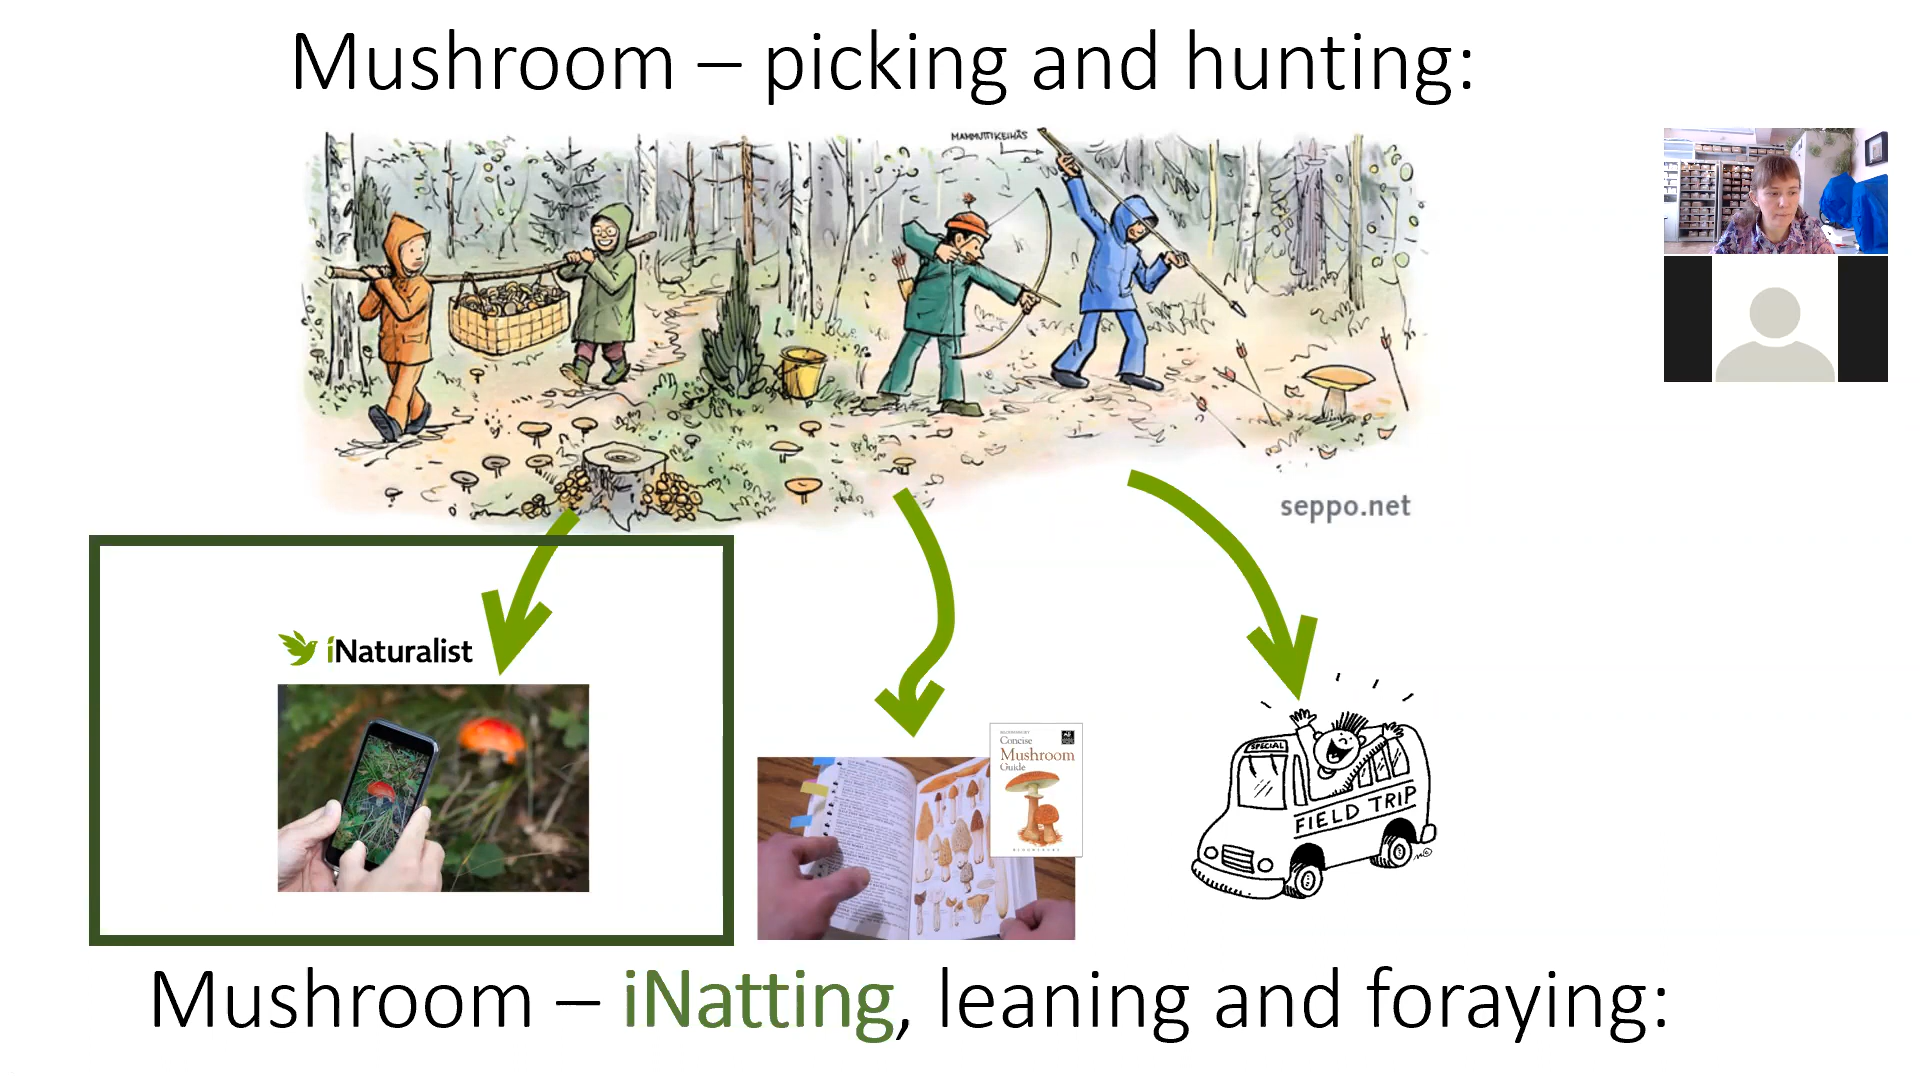 Mushroom – picking and hunting:
MAMMUTTIKEIHÄS
seppo.net
iNaturalist
Concise
Mushroom
Guide
BLOOMSBURY
SPECIAL
FIELD TRIP
Mushroom – iNatting, leaning and foraying: